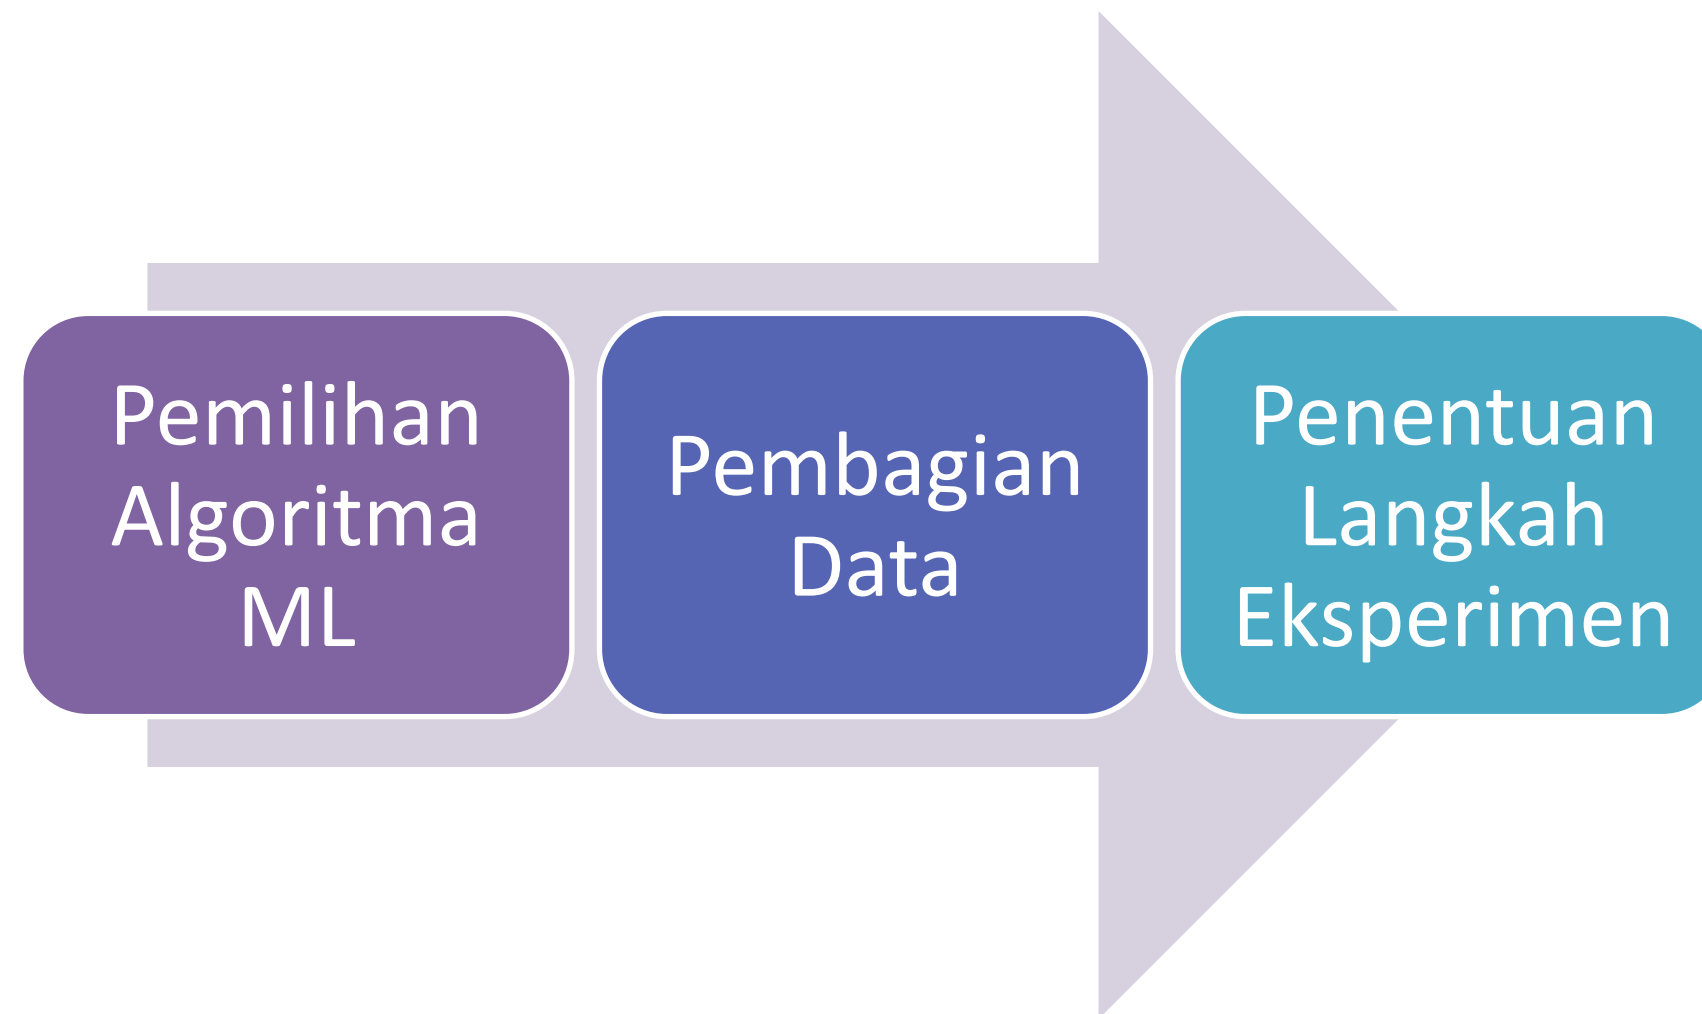 Pemilihan
Algoritma
ML
Pembagian
Data
Penentuan
Langkah
Eksperimen